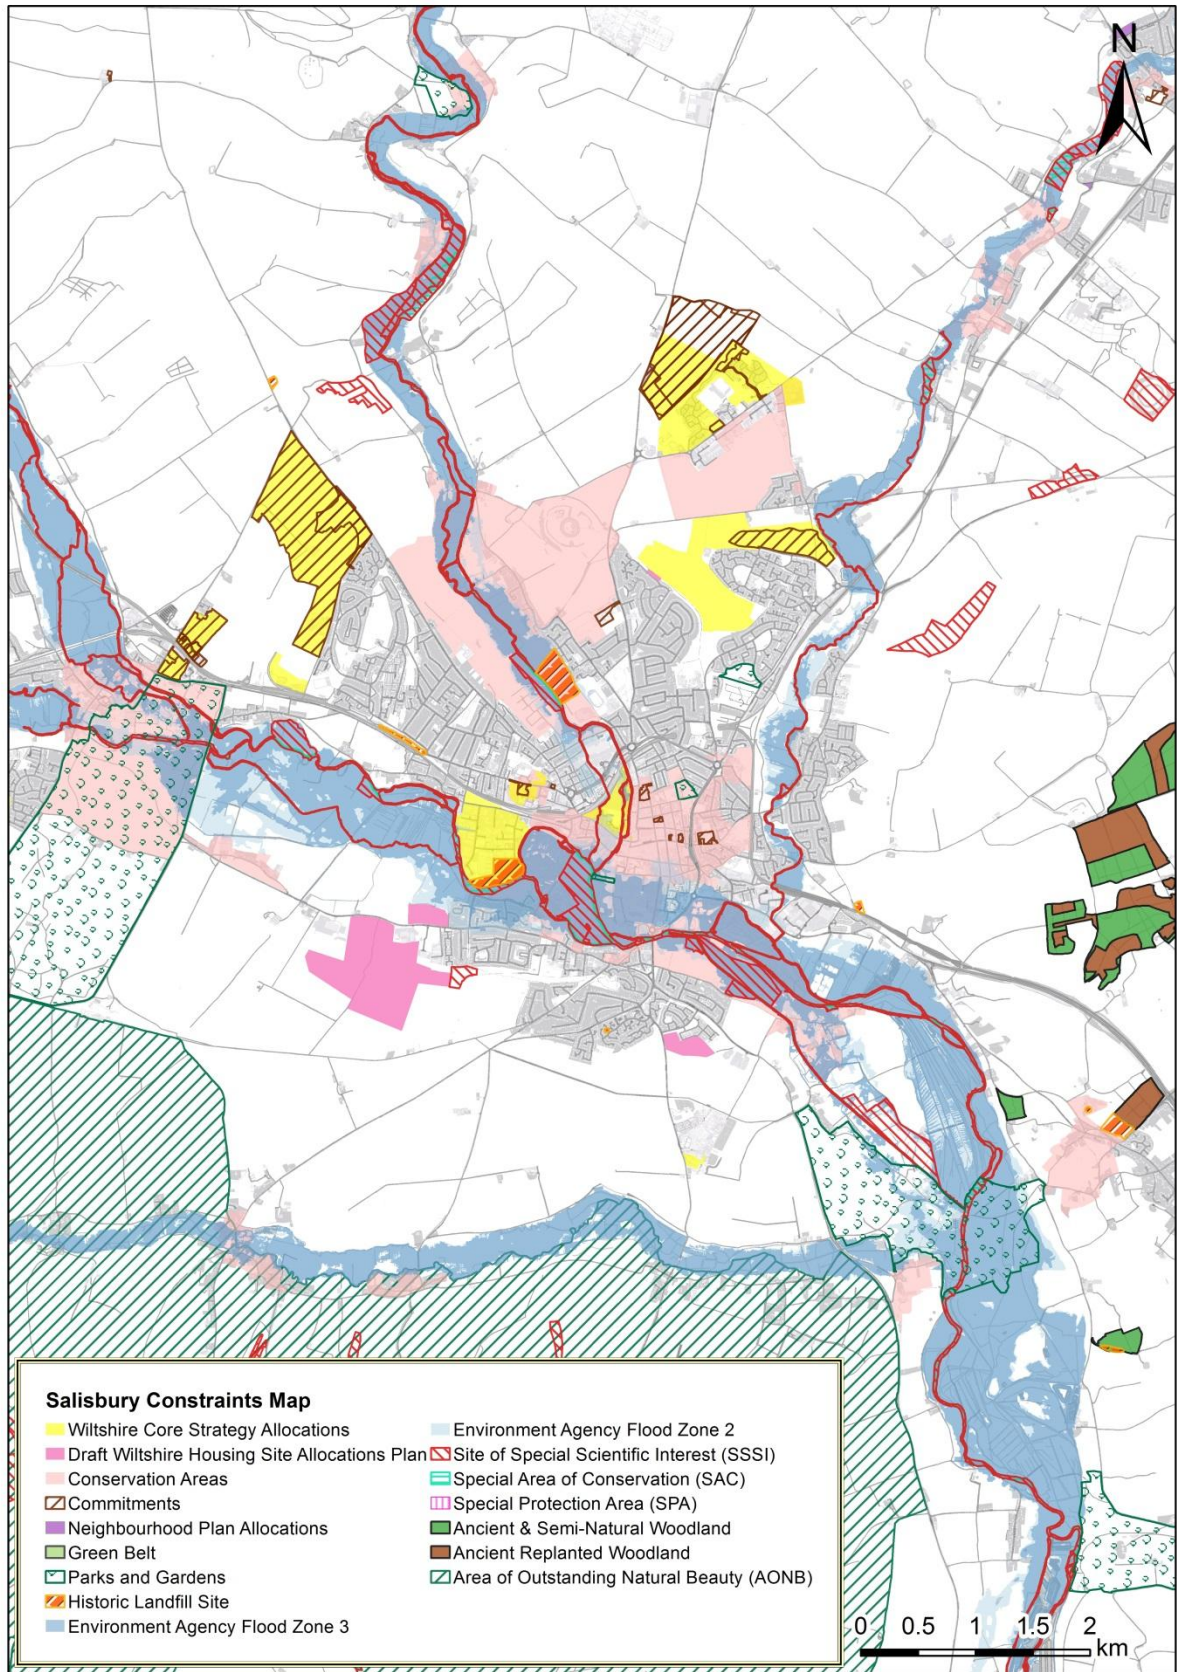 N
Salisbury Constraints Map
Wiltshire Core Strategy Allocations
Draft Wiltshire Housing Site Allocations Plan
Conservation Areas
Commitments
Neighbourhood Plan Allocations
Green Belt
Parks and Gardens
Historic Landfill Site
Environment Agency Flood Zone 3
Environment Agency Flood Zone 2
Site of Special Scientific Interest (SSSI)
Special Area of Conservation (SAC)
Special Protection Area (SPA)
Ancient & Semi-Natural Woodland
Ancient Replanted Woodland
Area of Outstanding Natural Beauty (AONB)
0 0.5 1 1.5 2
km